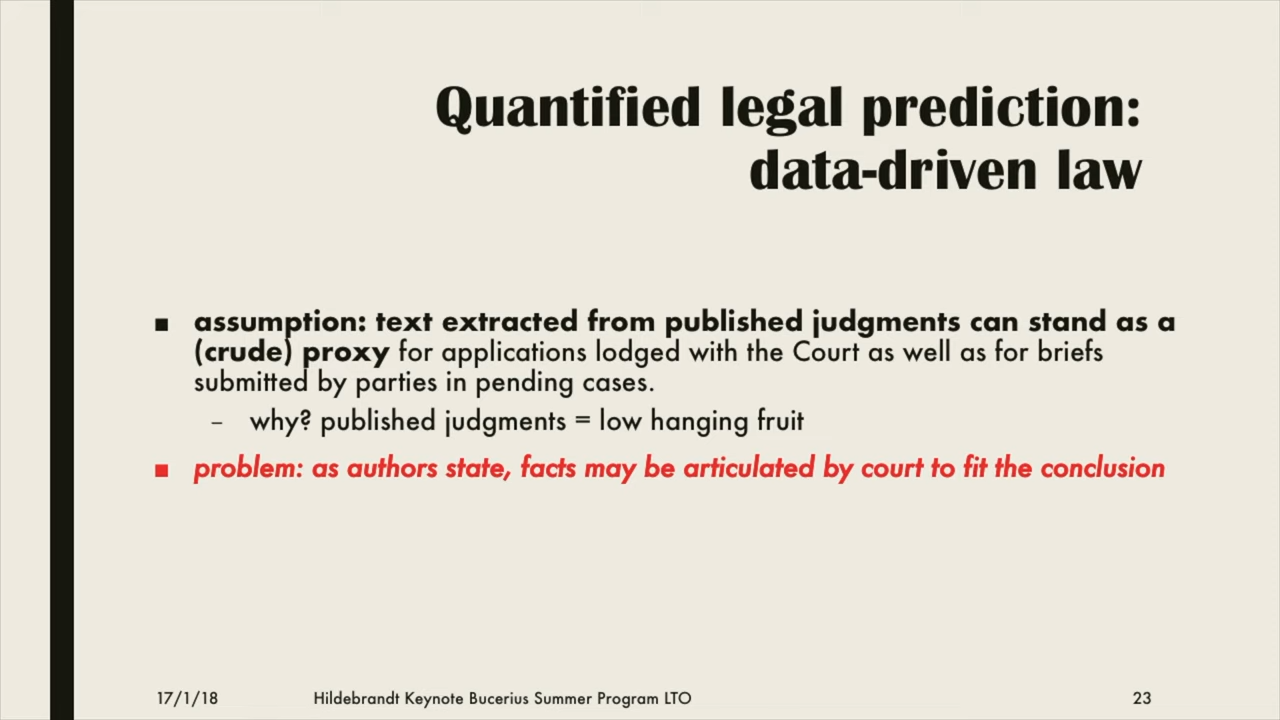 Quantified legal prediction:
data-driven law
■ assumption: text extracted from published judgments can stand as a
(crude) proxy for applications lodged with the Court as well as for briefs
submitted by parties in pending cases.
– why? published judgments = low hanging fruit
■ problem: as authors state, facts may be articulated by court to fit the conclusion
17/1/18 Hildebrandt Keynote Bucerius Summer Program LTO 23